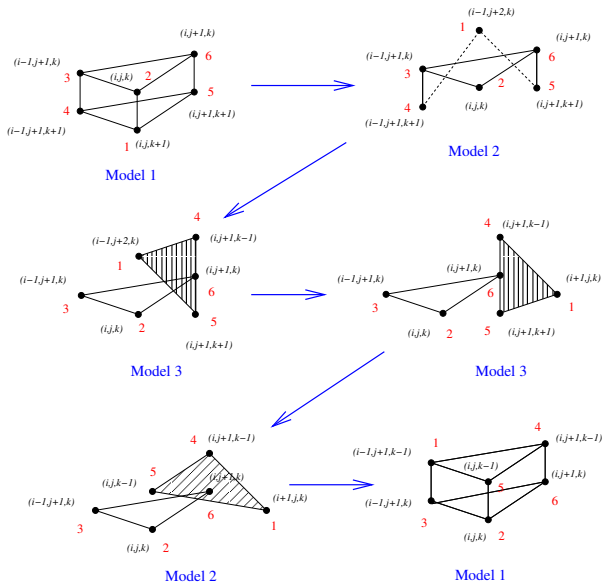 (i-1,j+2,k)
1
(i,j+1,k)
(i,j+1,k)
6
6
(i-1,j+1,k)
3
(i,j,k)
2
(i-1,j+1,k)
3
2
(i,j,k)
5
5
4
(i,j+1,k+1)
4
(i,j+1,k+1)
(i-1,j+1,k+1)
(i-1,j+1,k+1)
1
(i,j,k+1)
Model 2
Model 1
4
(i,j+1,k-1)
4
(i,j+1,k-1)
(i-1,j+2,k)
1
(i,j+1,k)
(i,j+1,k)
(i-1,j+1,k)
3
6
(i-1,j+1,k)
3
6
(i+1,j,k)
1
(i,j,k)
2
5
(i,j+1,k+1)
(i,j,k)
2
5
(i,j+1,k+1)
Model 3
Model 3
4
(i,j+1,k-1)
4
(i,j+1,k-1)
1
(i-1,j+1,k-1)
(i,j,k-1)
5
(i,j+1,k)
(i,j,k-1)
5
(i,j+1,k)
6
(i-1,j+1,k)
3
6
(i+1,j,k)
1
(i-1,j+1,k)
3
(i,j,k)
2
(i,j,k)
2
Model 2
Model 1